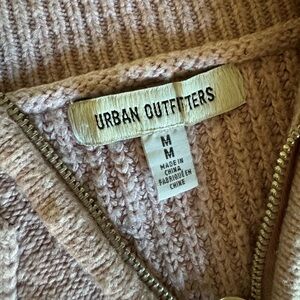 URBAN OUTFITTERS
M
M
MADE IN
CHINA
FABRIQUÉ EN
CHINE